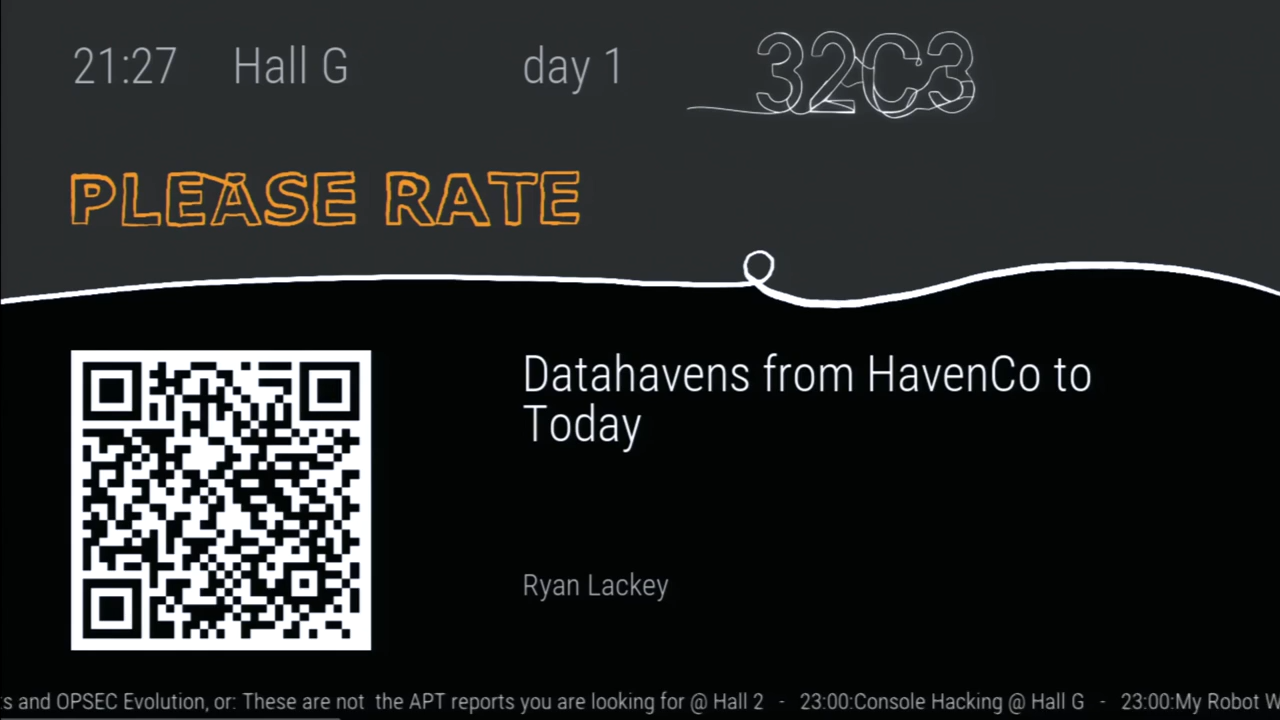 21:27 Hall G day 1 32C3
PLEASE RATE
Datahavens from HavenCo to
Today
Ryan Lackey
and OPSEC Evolution, or: These are not the APT reports you are looking for @ Hall 2 - 23:00:Console Hacking @ Hall G - 23:00:My Robot